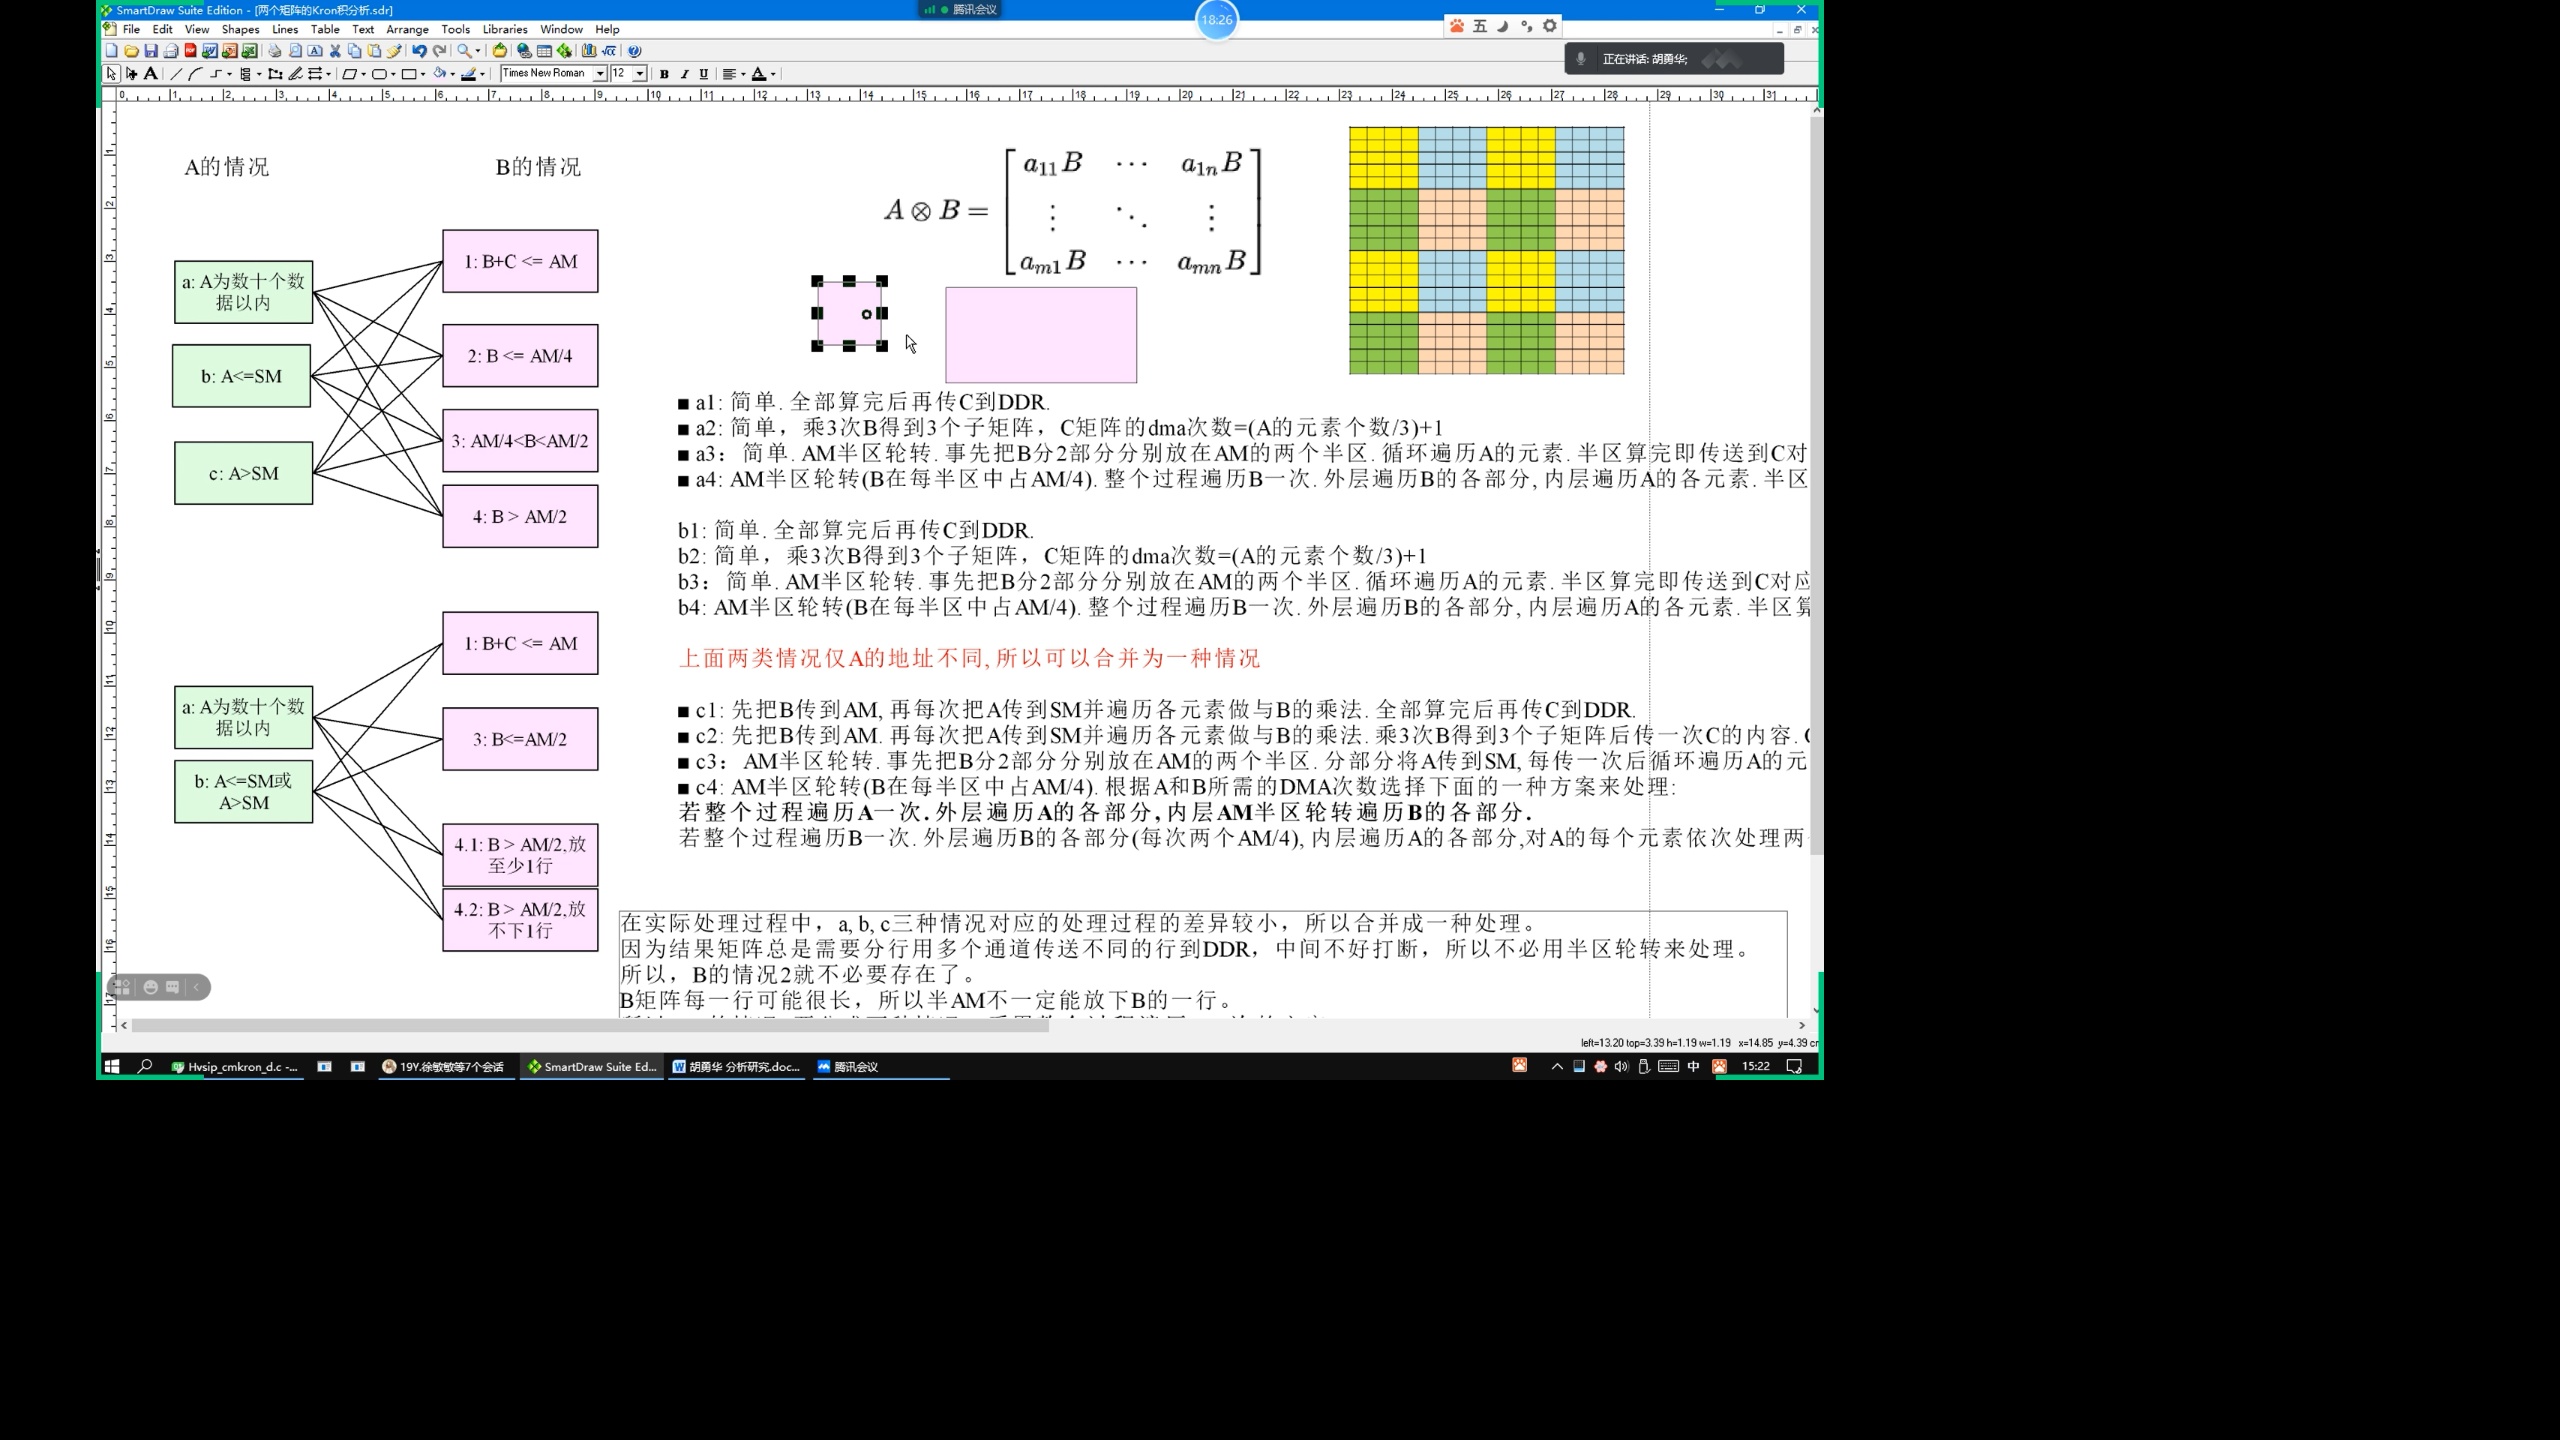 SmartDraw Suite Edition - [两个矩阵的Kron积分析.sdr]
腾讯会议
18:26
File Edit View Shapes Lines Table Text Arrange Tools Libraries Window Help
五
正在讲话: 胡勇华;
Times New Roman 12 B I U A
0 1 2 3 4 5 6 7 8 9 10 11 12 13 14 15 16 17 18 19 20 21 22 23 24 25 26 27 28 29 30 31
A的情况
B的情况
a: A为数十个数
据以内
b: A<=SM
c: A>SM
1: B+C <= AM
2: B <= AM/4
3: AM/4<B<AM/2
4: B > AM/2
A ⊗ B =
a11B ⋯ a1nB
⋮ ⋱ ⋮
am1B ⋯ amnB
■ a1: 简单. 全部算完后再传C到DDR.
■ a2: 简单，乘3次B得到3个子矩阵，C矩阵的dma次数=(A的元素个数/3)+1
■ a3：简单. AM半区轮转. 事先把B分2部分分别放在AM的两个半区. 循环遍历A的元素. 半区算完即传送到C对
■ a4: AM半区轮转(B在每半区中占AM/4). 整个过程遍历B一次. 外层遍历B的各部分, 内层遍历A的各元素. 半区
b1: 简单. 全部算完后再传C到DDR.
b2: 简单，乘3次B得到3个子矩阵，C矩阵的dma次数=(A的元素个数/3)+1
b3：简单. AM半区轮转. 事先把B分2部分分别放在AM的两个半区. 循环遍历A的元素. 半区算完即传送到C对应
b4: AM半区轮转(B在每半区中占AM/4). 整个过程遍历B一次. 外层遍历B的各部分, 内层遍历A的各元素. 半区算
上面两类情况仅A的地址不同, 所以可以合并为一种情况
■ c1: 先把B传到AM, 再每次把A传到SM并遍历各元素做与B的乘法. 全部算完后再传C到DDR.
■ c2: 先把B传到AM. 再每次把A传到SM并遍历各元素做与B的乘法. 乘3次B得到3个子矩阵后传一次C的内容.
■ c3：AM半区轮转. 事先把B分2部分分别放在AM的两个半区. 分部分将A传到SM, 每传一次后循环遍历A的元
■ c4: AM半区轮转(B在每半区中占AM/4). 根据A和B所需的DMA次数选择下面的一种方案来处理:
若整个过程遍历A一次. 外层遍历A的各部分, 内层AM半区轮转遍历B的各部分.
若整个过程遍历B一次. 外层遍历B的各部分(每次两个AM/4), 内层遍历A的各部分,对A的每个元素依次处理两
1: B+C <= AM
a: A为数十个数
据以内
b: A<=SM或
A>SM
3: B<=AM/2
4.1: B > AM/2,放
至少1行
4.2: B > AM/2,放
不下1行
在实际处理过程中，a, b, c三种情况对应的处理过程的差异较小，所以合并成一种处理。
因为结果矩阵总是需要分行用多个通道传送不同的行到DDR，中间不好打断，所以不必用半区轮转来处理。
所以，B的情况2就不必要存在了。
B矩阵每一行可能很长，所以半AM不一定能放下B的一行。
left=13.20 top=3.39 h=1.19 w=1.19 x=14.85 y=4.39 cm
Hvsip_cmkron_d.c -... 19Y.徐敏敏等7个会话 SmartDraw Suite Ed... 胡勇华 分析研究.doc... 腾讯会议 中 15:22